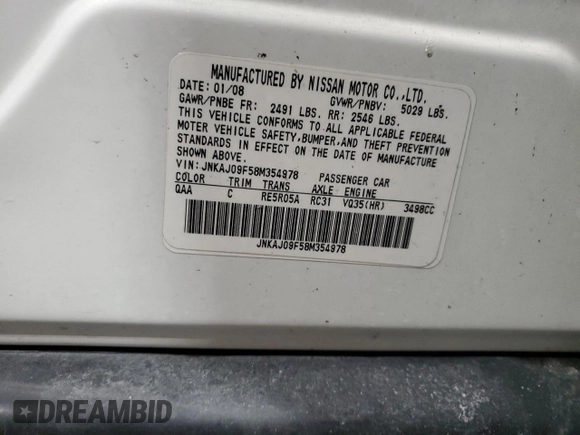 MANUFACTURED BY NISSAN MOTOR CO.,LTD.
DATE: 01/08 GVWR/PNBV: 5029 LBS.
GAWR/PNBE FR: 2491 LBS. RR: 2546 LBS.
THIS VEHICLE CONFORMS TO ALL APPLICABLE FEDERAL
MOTOR VEHICLE SAFETY,BUMPER,AND THEFT PREVENTION
STANDARDS IN EFFECT ON THE DATE OF MANUFACTURE
SHOWN ABOVE.
VIN: JNKAJ09F58M354978 PASSENGER CAR
COLOR TRIM TRANS AXLE ENGINE
QAA C RE5R05A RC31 VQ35(HR) 3498CC
JNKAJ09F58M354978
DREAMBID